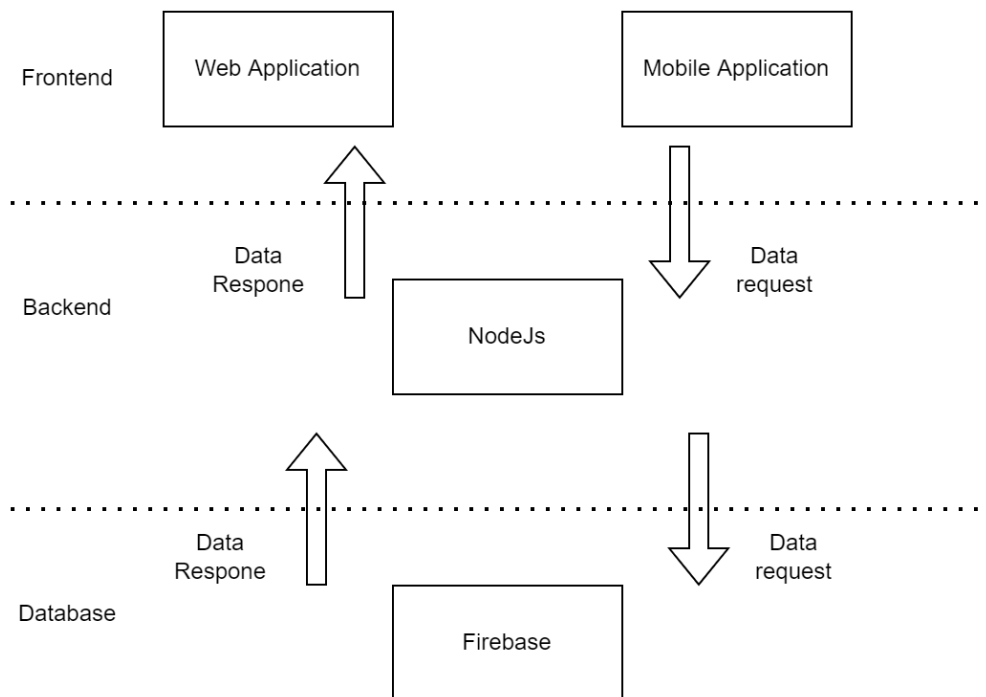 Web Application
Mobile Application
Frontend
Data
Respone
Data
request
Backend
NodeJs
Data
Respone
Data
request
Database
Firebase